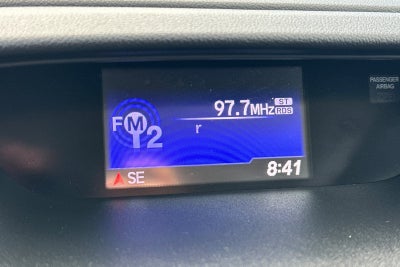 97.7MHz ST
RDS
FM2
r
SE
8:41
PASSENGER
AIRBAG